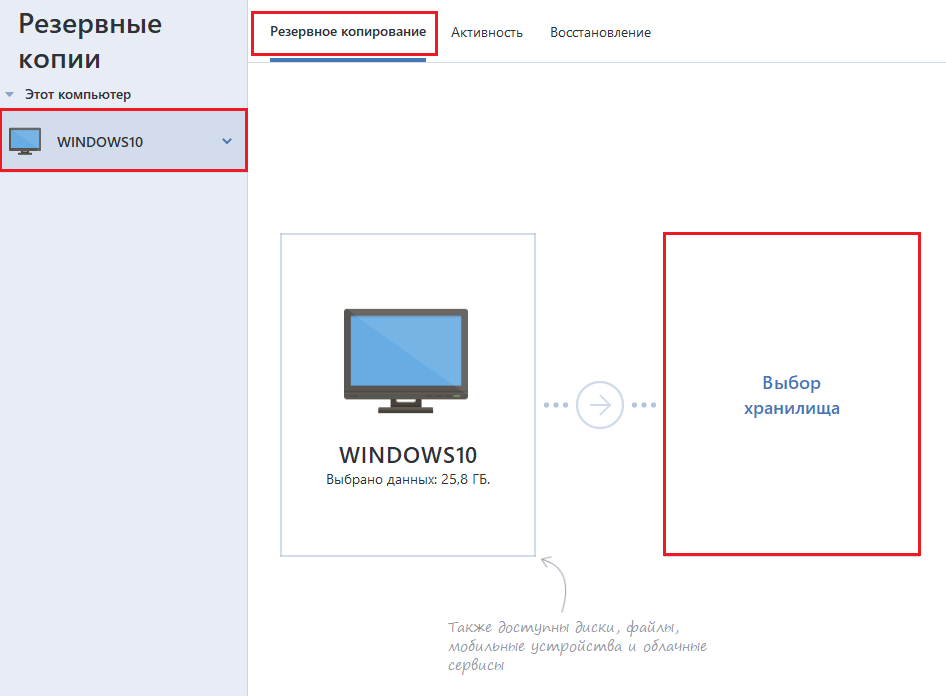 Резервные
копии
Этот компьютер
WINDOWS10
Резервное копирование
Активность
Восстановление
WINDOWS10
Выбрано данных: 25,8 ГБ.
Выбор
хранилища
Также доступны диски, файлы,
мобильные устройства и облачные
сервисы